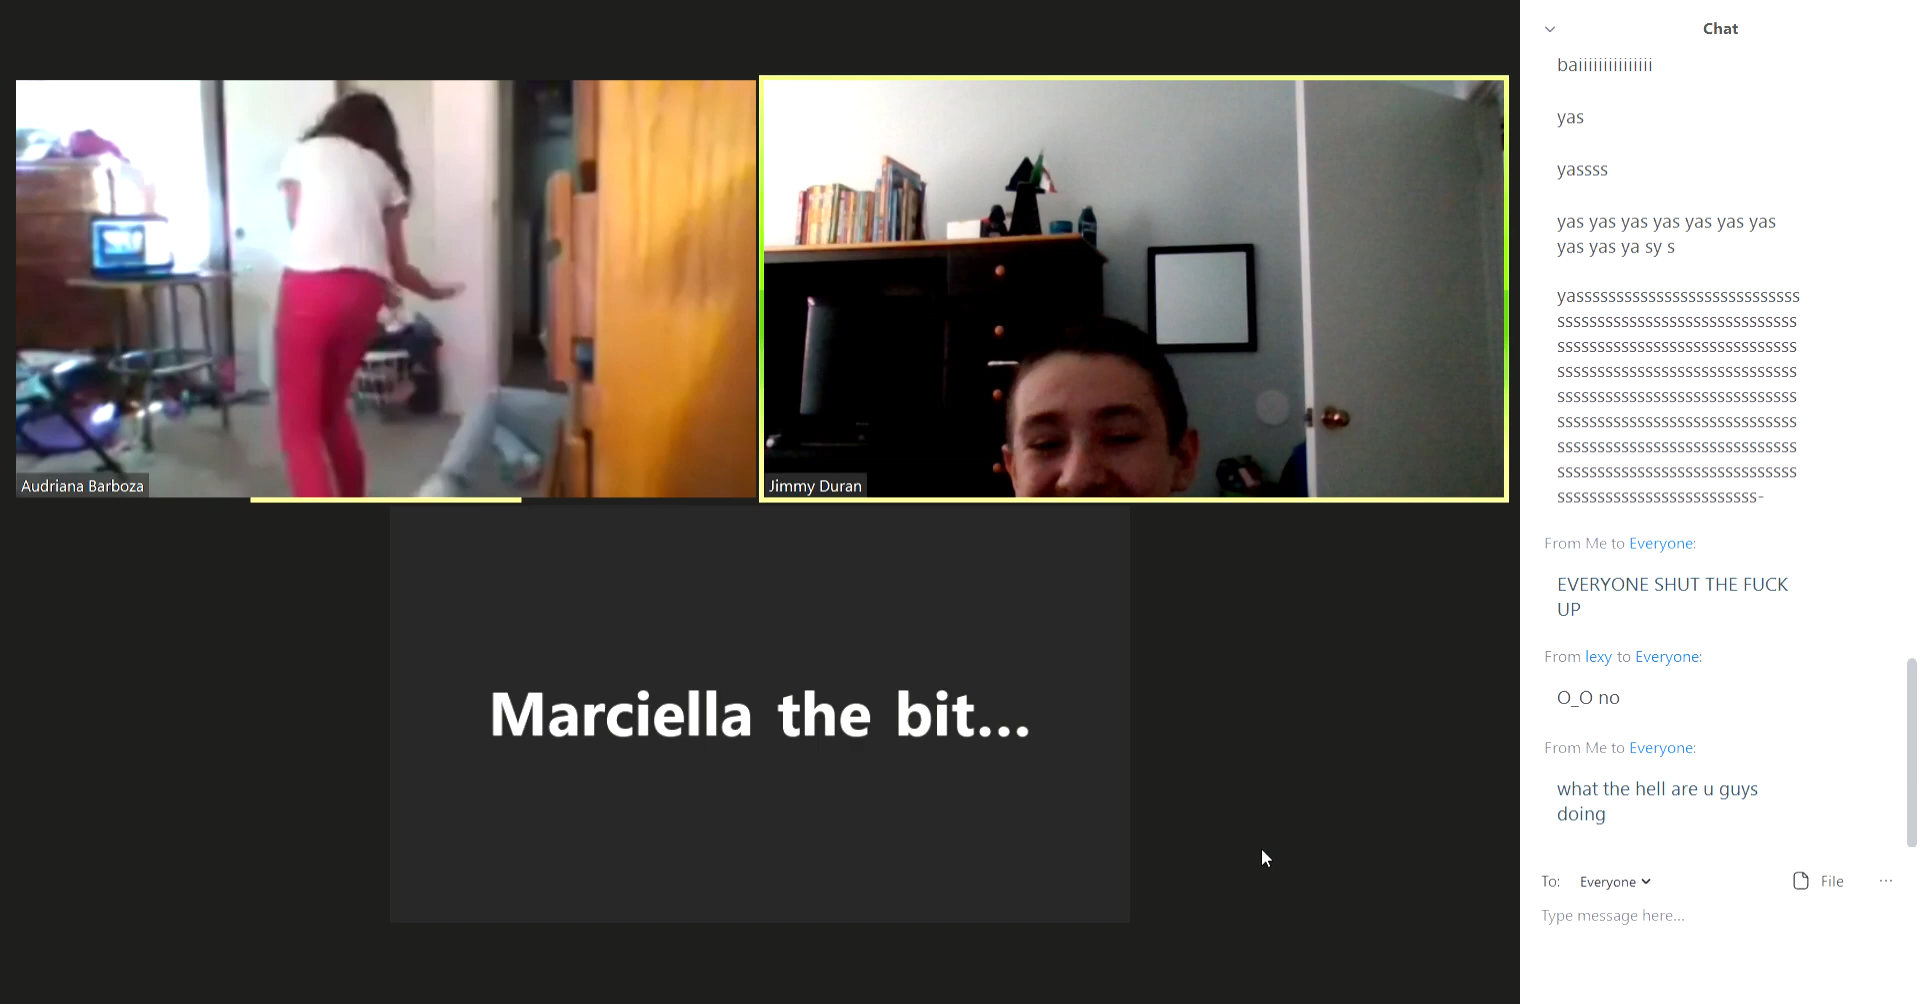 Audriana Barboza
Jimmy Duran
Marciella the bit...
Chat
baiiiiiiiiiiiiiii
yas
yassss
yas yas yas yas yas yas yas
yas yas ya sy s
yasssssssssssssssssssssssssssss
ssssssssssssssssssssssssssssss
ssssssssssssssssssssssssssssss
ssssssssssssssssssssssssssssss
ssssssssssssssssssssssssssssss
ssssssssssssssssssssssssssssss
ssssssssssssssssssssssssssssss
ssssssssssssssssssssssssssssss
sssssssssssssssssssssssss-
From Me to Everyone:
EVERYONE SHUT THE FUCK
UP
From lexy to Everyone:
O_O no
From Me to Everyone:
what the hell are u guys
doing
To: Everyone File ...
Type message here...